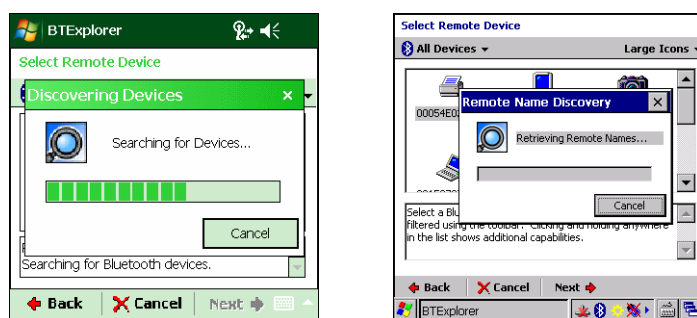 BTExplorer
Select Remote Device
Discovering Devices
Searching for Devices...
Cancel
Searching for Bluetooth devices.
Back Cancel Next
Select Remote Device
All Devices Large Icons
Remote Name Discovery
Retrieving Remote Names...
Cancel
Select a
filtered using the toolbar. Clicking and holding anywhere
in the list shows additional capabilities.
Back Cancel Next
BTExplorer